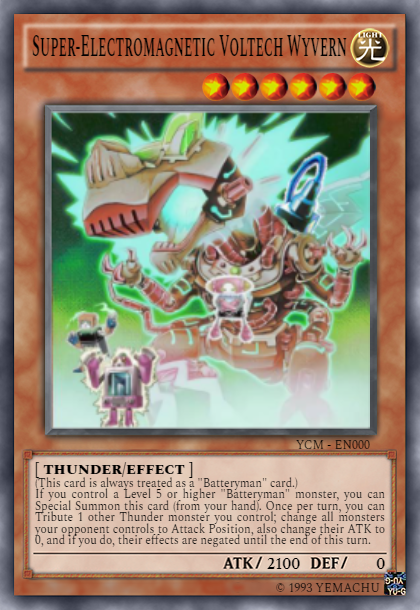 SUPER-ELECTROMAGNETIC VOLTECH WYVERN
LIGHT
光
YCM - EN000
[ THUNDER/EFFECT ]
(This card is always treated as a "Batteryman" card.)
If you control a Level 5 or higher "Batteryman" monster, you can
Special Summon this card (from your hand). Once per turn, you can
Tribute 1 other Thunder monster you control; change all monsters
your opponent controls to Attack Position, also change their ATK to
0, and if you do, their effects are negated until the end of this turn.
ATK/ 2100 DEF/ 0
© 1993 YEMACHU